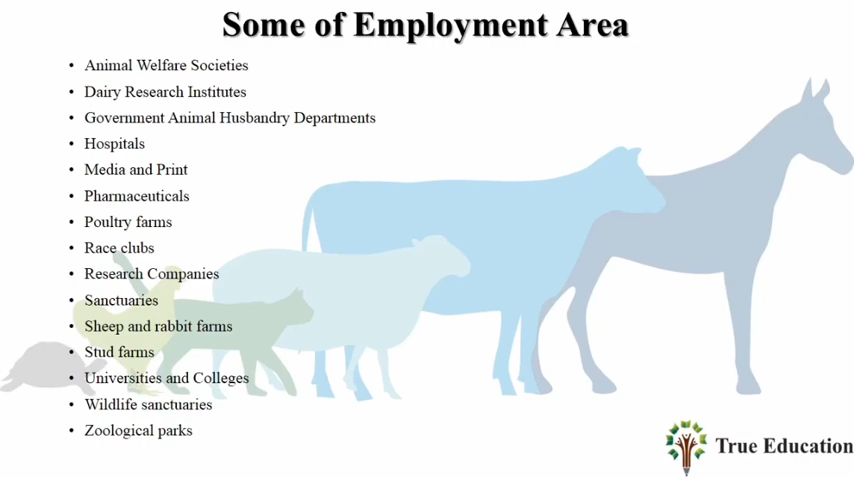 Some of Employment Area
• Animal Welfare Societies
• Dairy Research Institutes
• Government Animal Husbandry Departments
• Hospitals
• Media and Print
• Pharmaceuticals
• Poultry farms
• Race clubs
• Research Companies
• Sanctuaries
• Sheep and rabbit farms
• Stud farms
• Universities and Colleges
• Wildlife sanctuaries
• Zoological parks
True Education